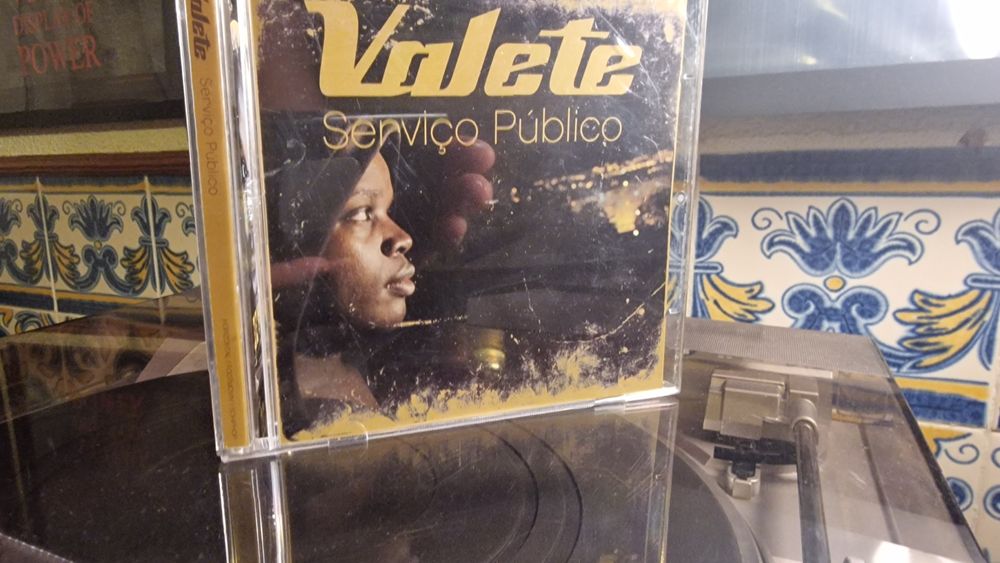 DISPLAY OF
POWER
Valete
Serviço Público
Valete
Serviço Público